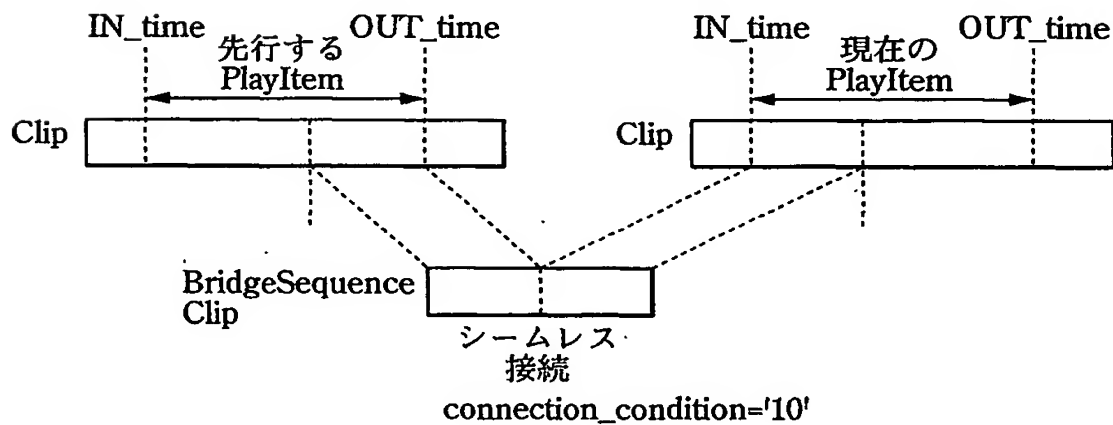 IN_time
OUT_time
IN_time
OUT_time
先行する
PlayItem
現在の
PlayItem
Clip
Clip
BridgeSequence
Clip
シームレス
接続
connection_condition='10'